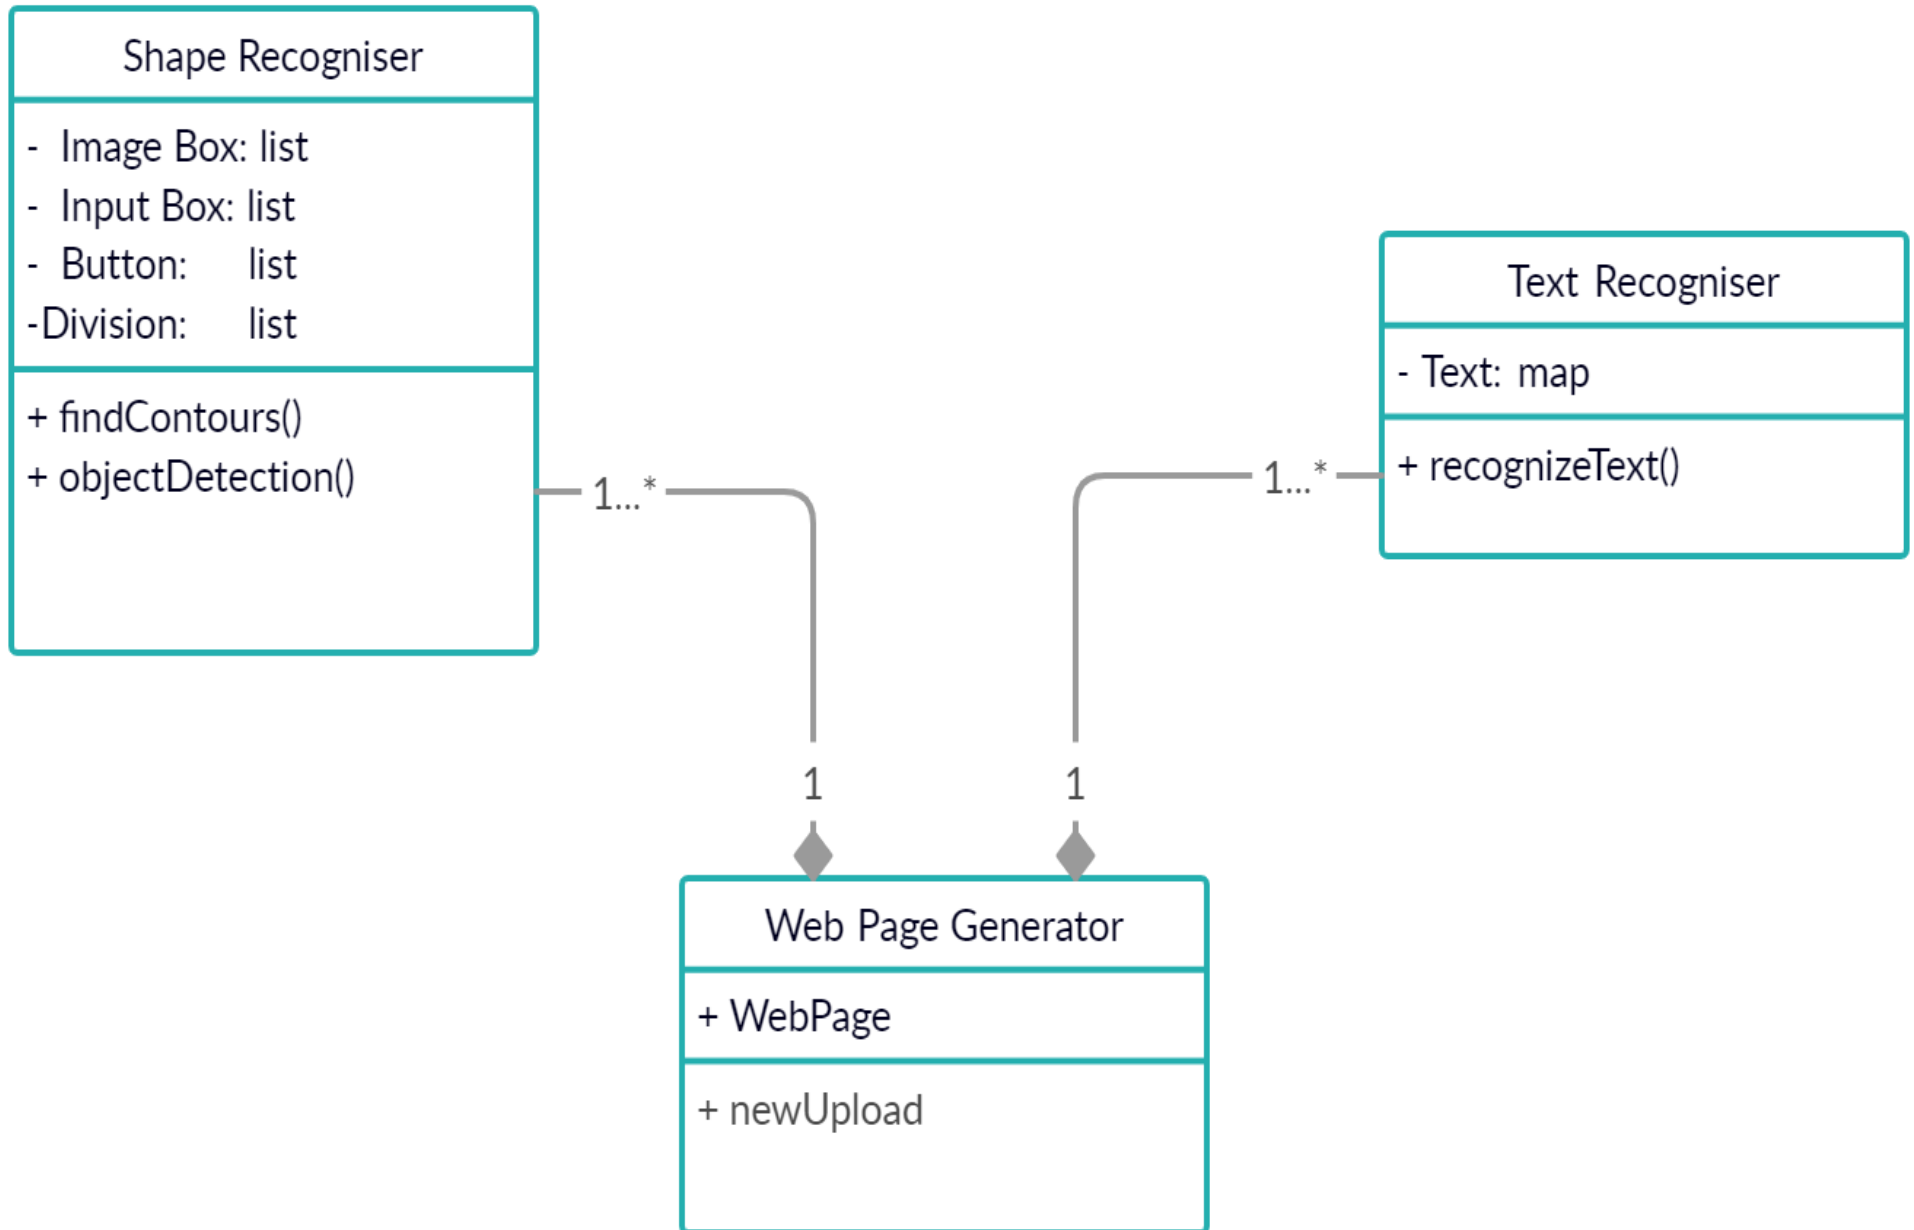 Shape Recogniser
- Image Box: list
- Input Box: list
- Button: list
-Division: list
+ findContours()
+ objectDetection()
Text Recogniser
- Text: map
+ recognizeText()
1...*
1...*
1
1
Web Page Generator
+ WebPage
+ newUpload